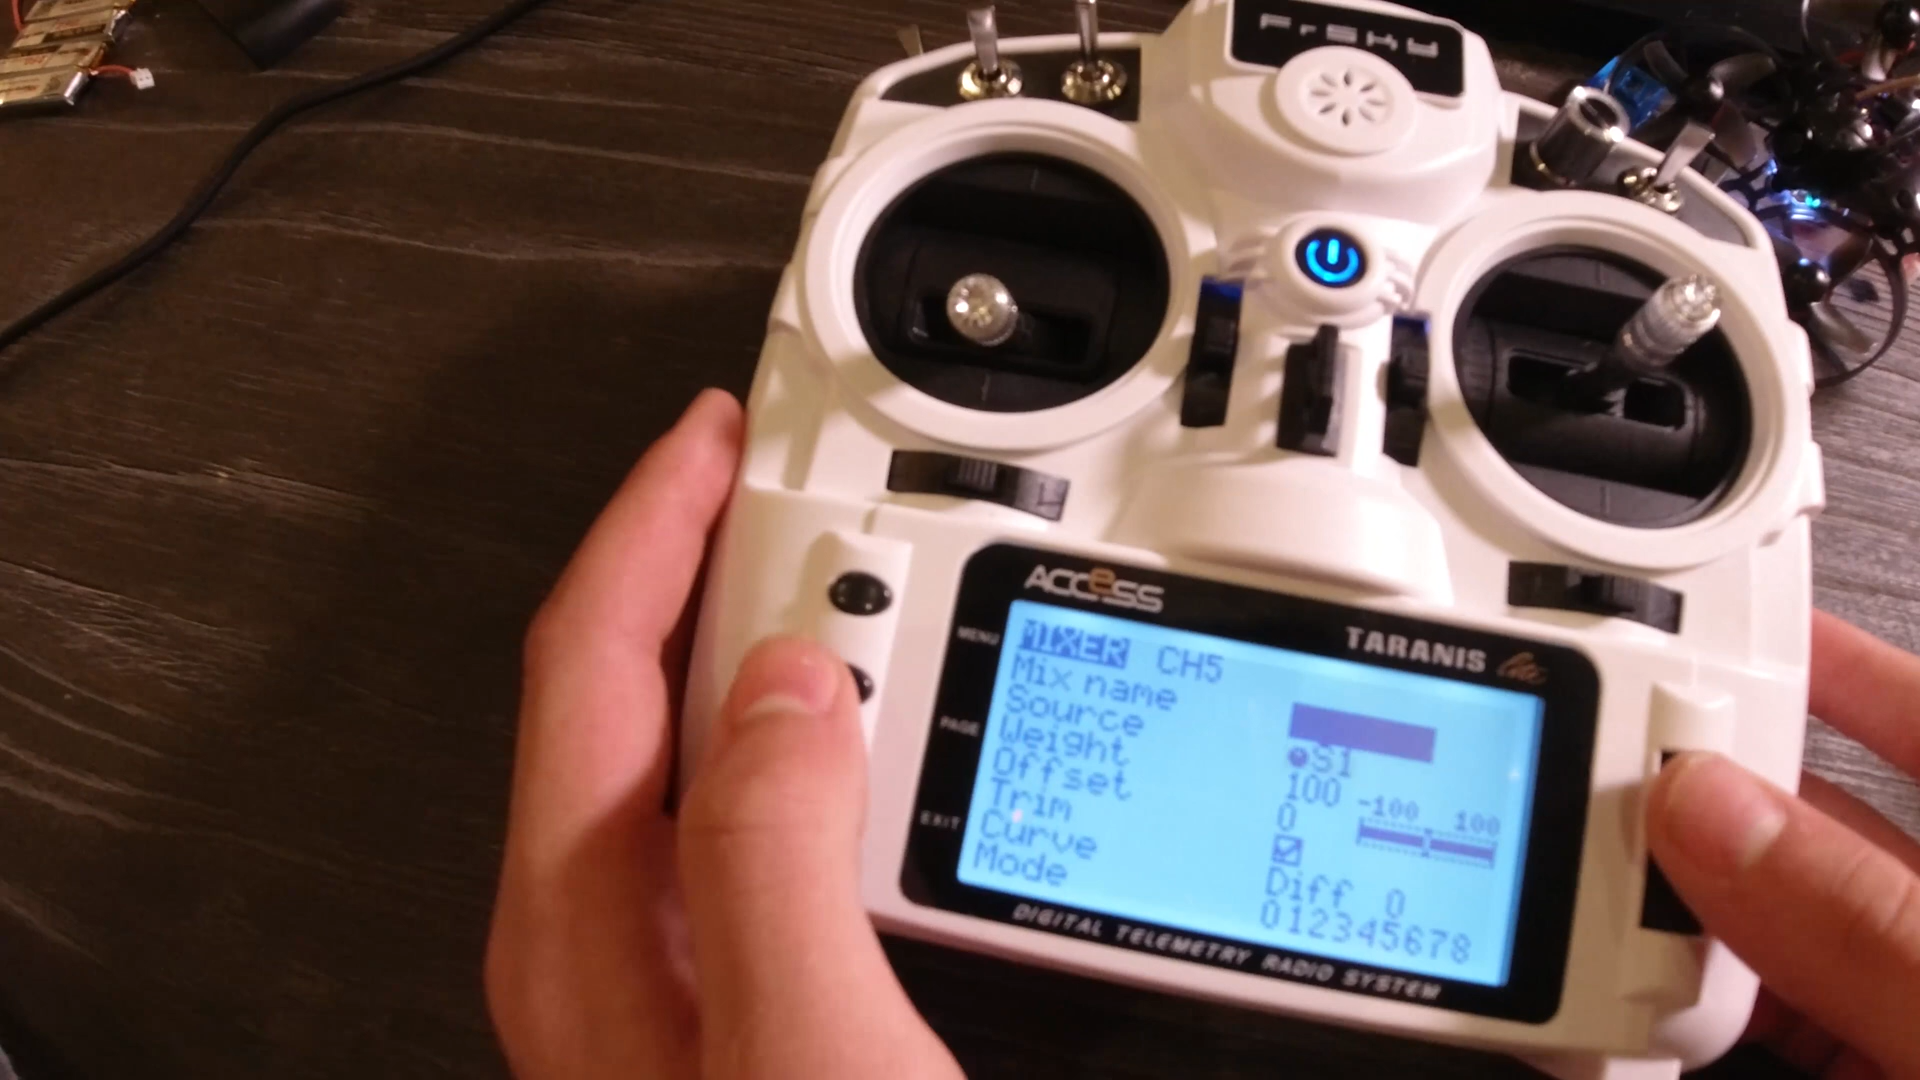 FrSKY
ACCeSS
TARANIS lite
MENU
PAGE
EXIT
MIXER CH5
Mix name
Source S1
Weight 100
Offset 0
-100 100
Trim
Curve Diff 0
Mode 012345678
DIGITAL TELEMETRY RADIO SYSTEM